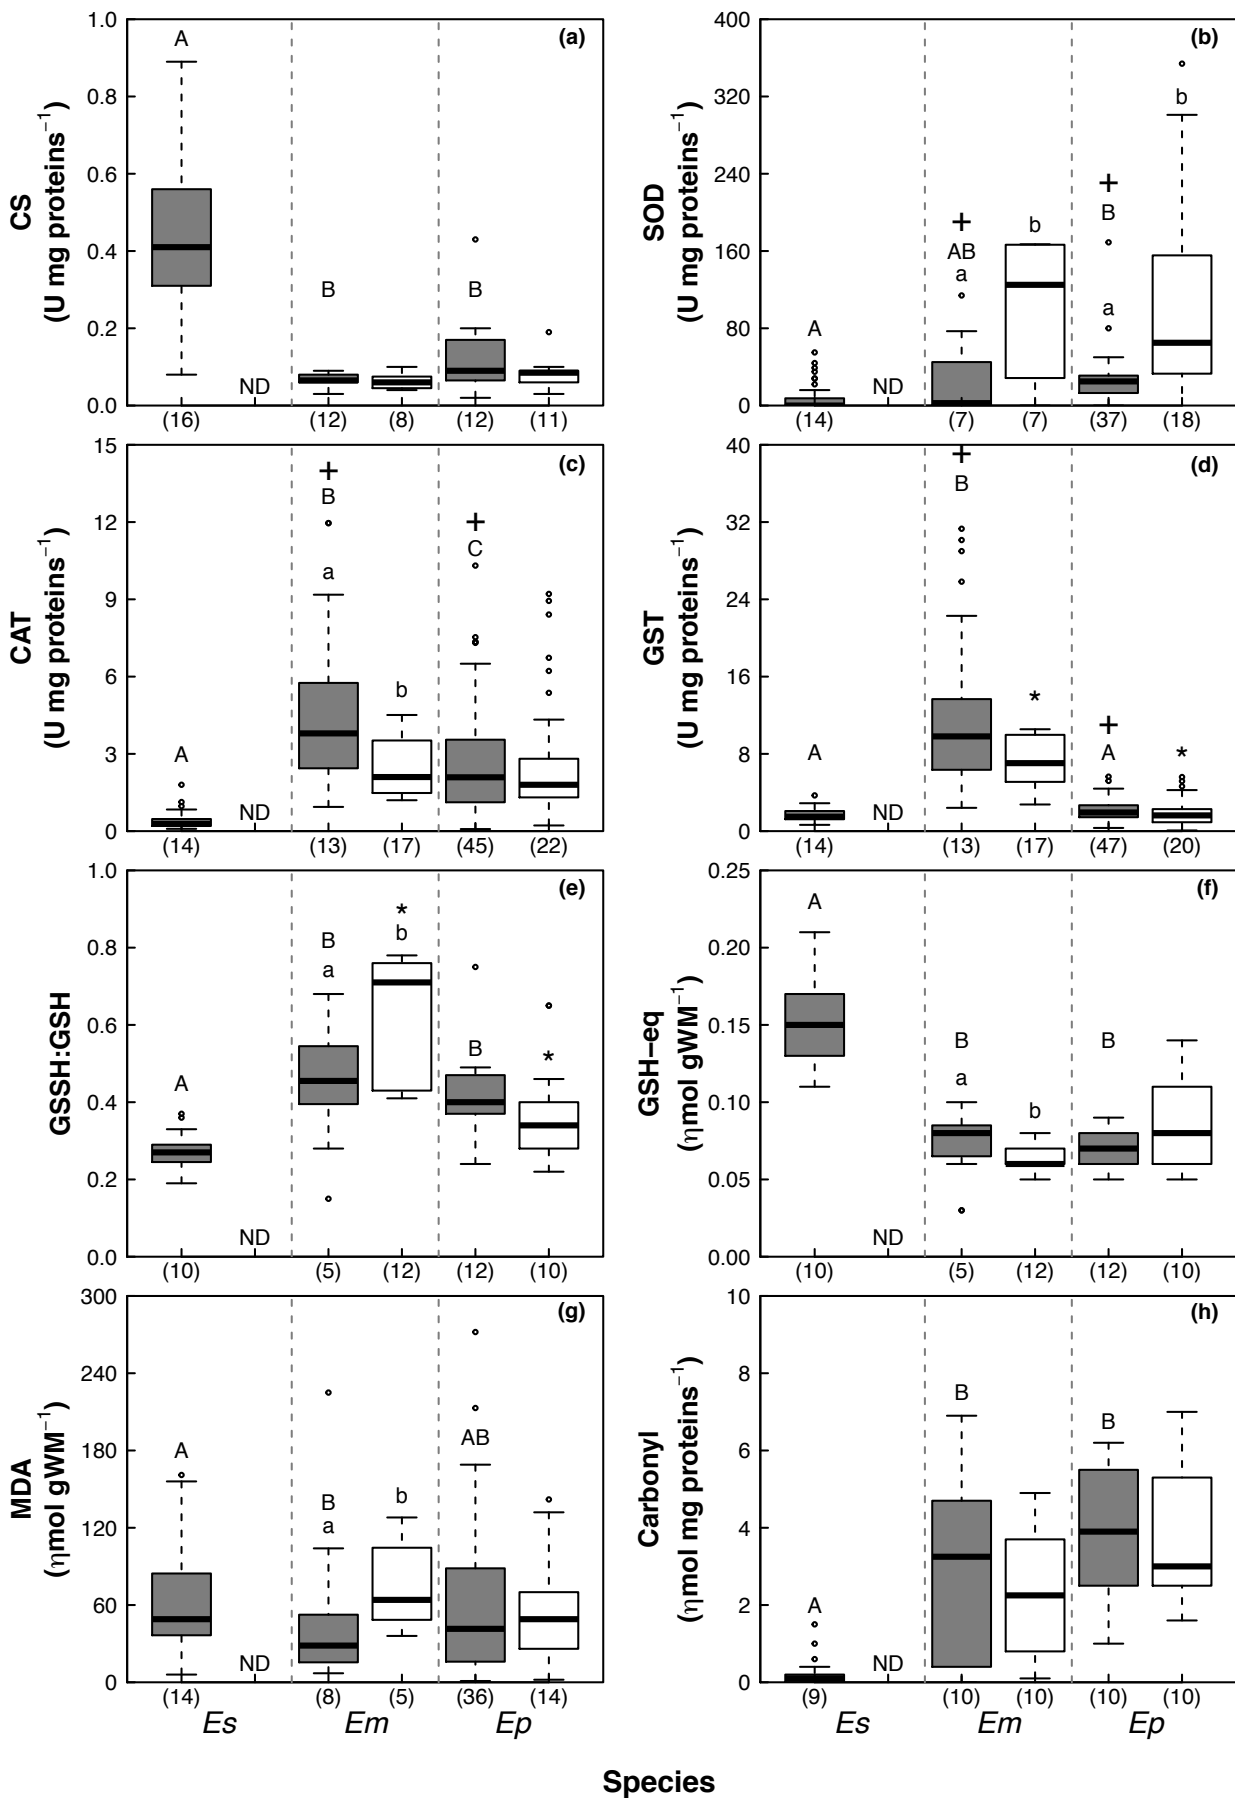 (a)
CS
(U mg proteins⁻¹)
1.0
0.8
0.6
0.4
0.2
0.0
A
ND
B
B
(16)
(12)
(8)
(12)
(11)
(b)
SOD
(U mg proteins⁻¹)
400
320
240
160
80
0
A
ND
+
AB
a
b
+
B
a
b
(14)
(7)
(7)
(37)
(18)
(c)
CAT
(U mg proteins⁻¹)
15
12
9
6
3
0
A
ND
+
B
a
b
+
C
(14)
(13)
(17)
(45)
(22)
(d)
GST
(U mg proteins⁻¹)
40
32
24
16
8
0
A
ND
+
B
*
+
A
*
(14)
(13)
(17)
(47)
(20)
(e)
GSSH:GSH
1.0
0.8
0.6
0.4
0.2
0.0
A
ND
B
a
*
b
B
*
(10)
(5)
(12)
(12)
(10)
(f)
GSH−eq
(ηmol gWM⁻¹)
0.25
0.20
0.15
0.10
0.05
0.00
A
ND
B
a
b
B
(10)
(5)
(12)
(12)
(10)
(g)
MDA
(ηmol gWM⁻¹)
300
240
180
120
60
0
A
ND
B
a
b
AB
(14)
(8)
(5)
(36)
(14)
Es
Em
Ep
(h)
Carbonyl
(ηmol mg proteins⁻¹)
10
8
6
4
2
0
A
ND
B
B
(9)
(10)
(10)
(10)
(10)
Es
Em
Ep
Species